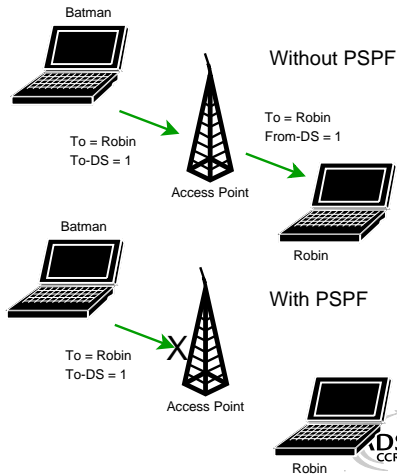 Batman
Without PSPF
To = Robin
To-DS = 1
To = Robin
From-DS = 1
Access Point
Robin
Batman
With PSPF
X
To = Robin
To-DS = 1
Access Point
Robin